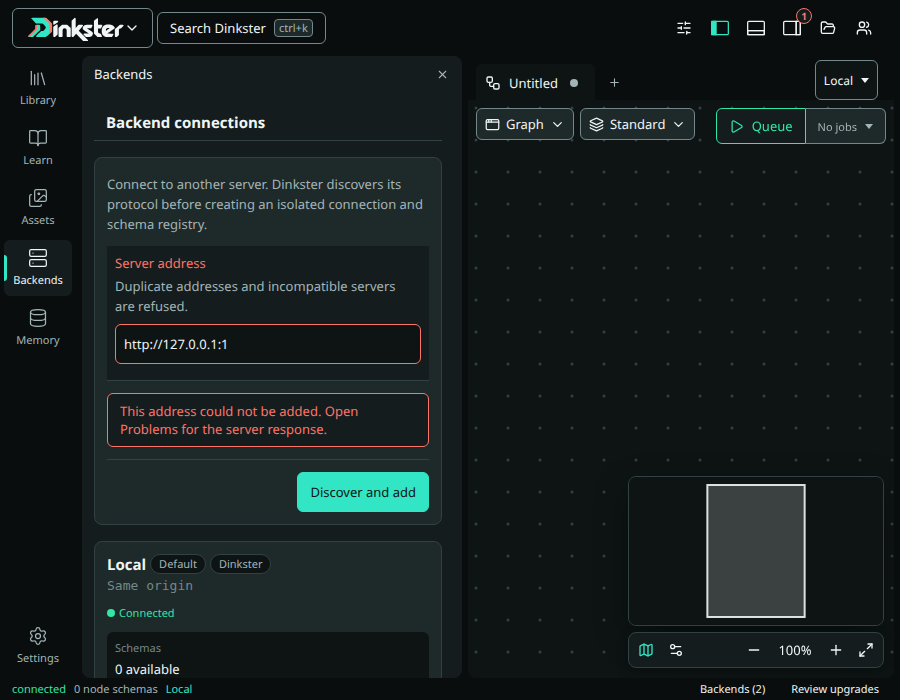 Dinkster
Search Dinkster ctrl+k
1
Library
Learn
Assets
Backends
Memory
Settings
Backends
Backend connections
Connect to another server. Dinkster discovers its
protocol before creating an isolated connection and
schema registry.
Server address
Duplicate addresses and incompatible servers
are refused.
http://127.0.0.1:1
This address could not be added. Open
Problems for the server response.
Discover and add
Local Default Dinkster
Same origin
Connected
Schemas
0 available
Untitled
Local
Graph Standard Queue No jobs
100%
connected 0 node schemas Local Backends (2) Review upgrades